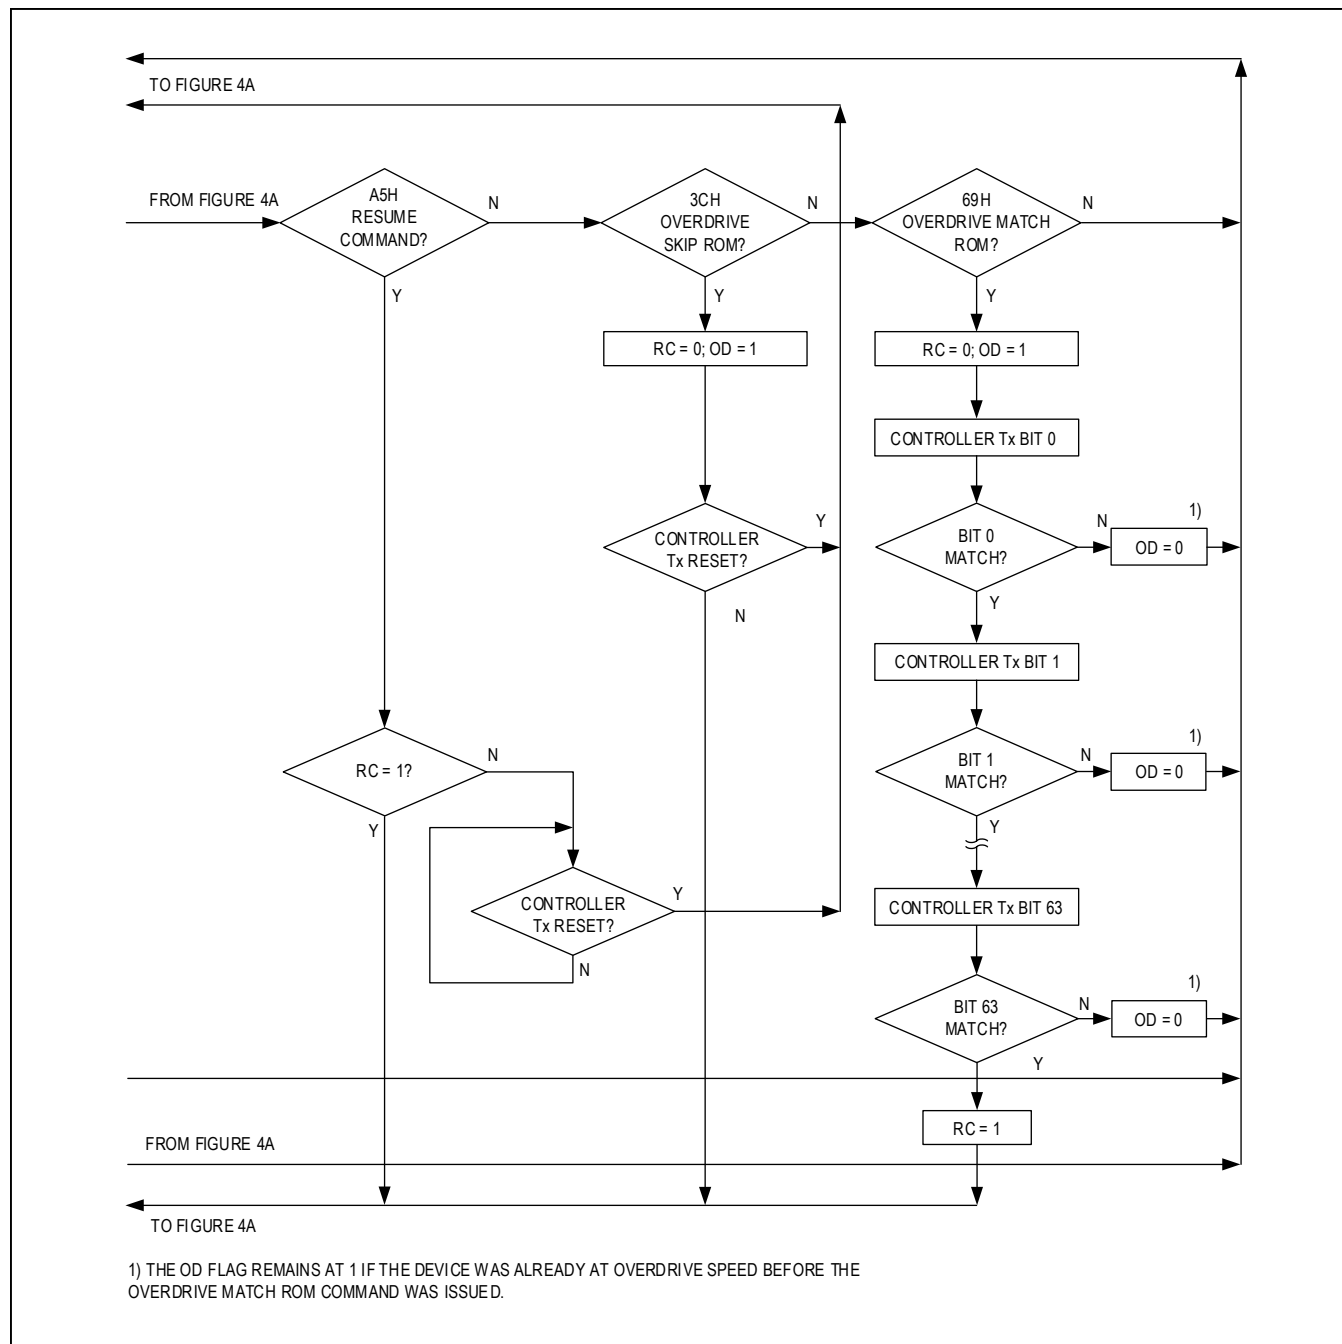 TO FIGURE 4A
FROM FIGURE 4A
A5H
RESUME
COMMAND?
N
3CH
OVERDRIVE
SKIP ROM?
N
69H
OVERDRIVE MATCH
ROM?
N
Y
Y
Y
RC = 0; OD = 1
RC = 0; OD = 1
CONTROLLER Tx BIT 0
CONTROLLER
Tx RESET?
Y
N
BIT 0
MATCH?
N
1)
OD = 0
Y
CONTROLLER Tx BIT 1
RC = 1?
N
Y
BIT 1
MATCH?
N
1)
OD = 0
Y
CONTROLLER
Tx RESET?
Y
N
CONTROLLER Tx BIT 63
BIT 63
MATCH?
N
1)
OD = 0
Y
RC = 1
FROM FIGURE 4A
TO FIGURE 4A
1) THE OD FLAG REMAINS AT 1 IF THE DEVICE WAS ALREADY AT OVERDRIVE SPEED BEFORE THE
OVERDRIVE MATCH ROM COMMAND WAS ISSUED.